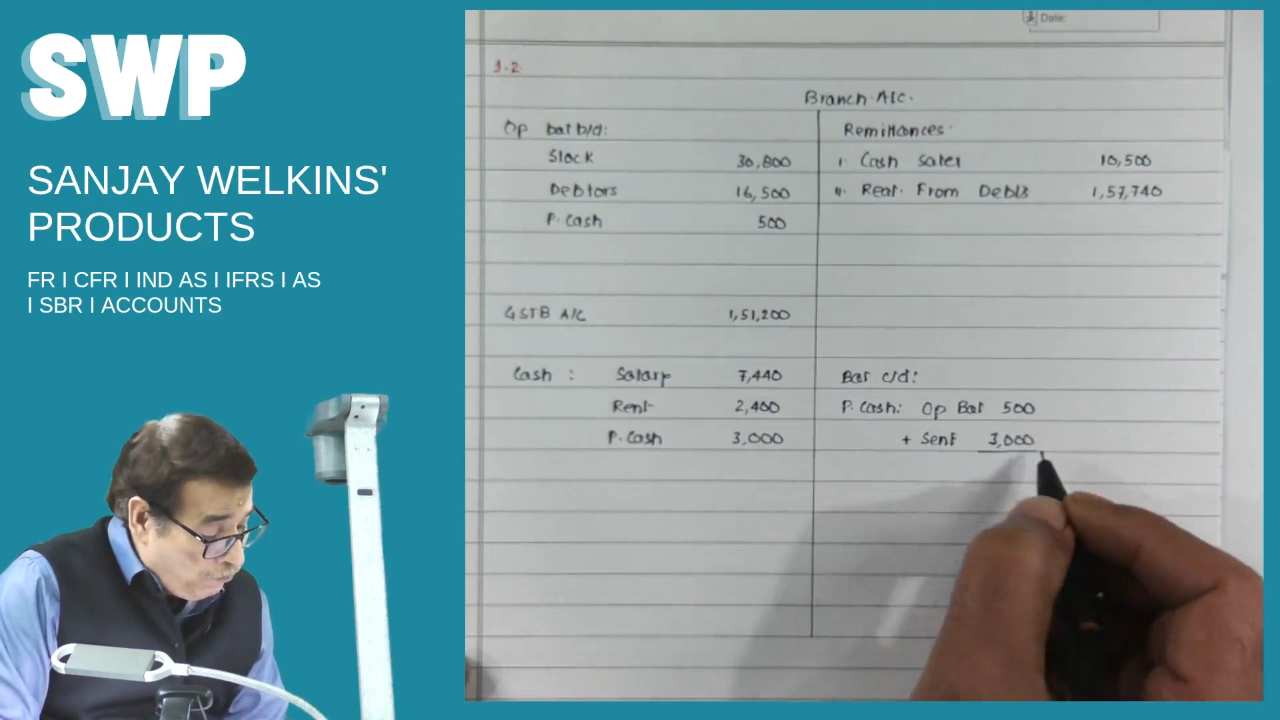 SWP
SANJAY WELKINS'
PRODUCTS
FR I CFR I IND AS I IFRS I AS
I SBR I ACCOUNTS
Date:
1.2
Branch A/c.
Op bal b/d:
Stock 30,800
Debtors 16,500
P. Cash 500
GSTB A/C 1,51,200
Cash : Salary 7,440
Rent 2,400
P. Cash 3,000
Remittances:
i. Cash Sales 10,500
ii. Real. From Debts 1,57,740
Bal c/d:
P. Cash: Op Bal 500
+ Sent 3,000